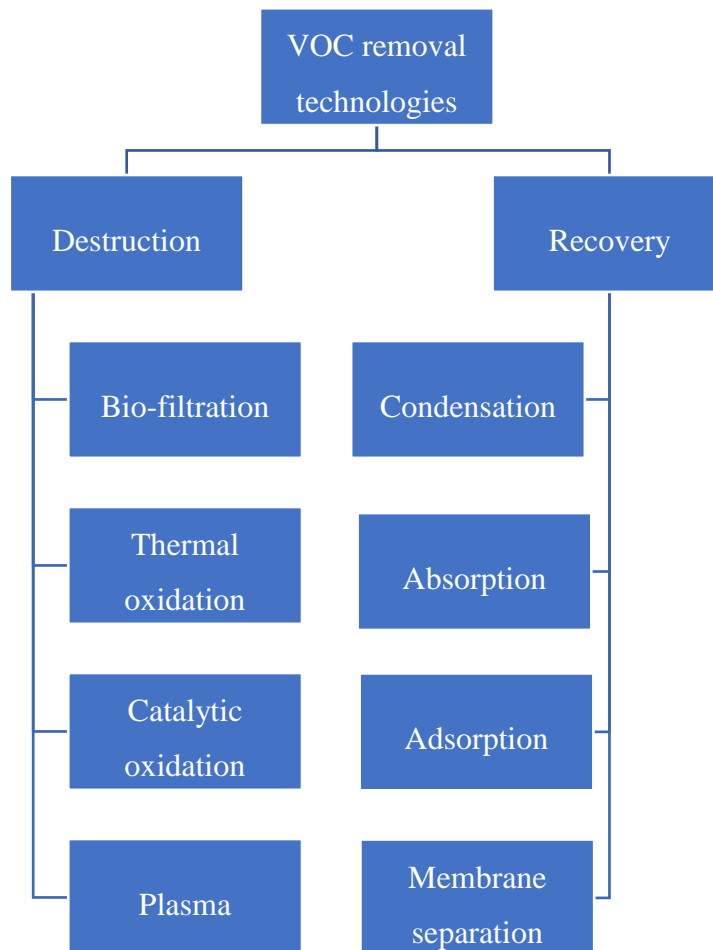 VOC removal
technologies
Destruction
Recovery
Bio-filtration
Condensation
Thermal
oxidation
Absorption
Catalytic
oxidation
Adsorption
Plasma
Membrane
separation